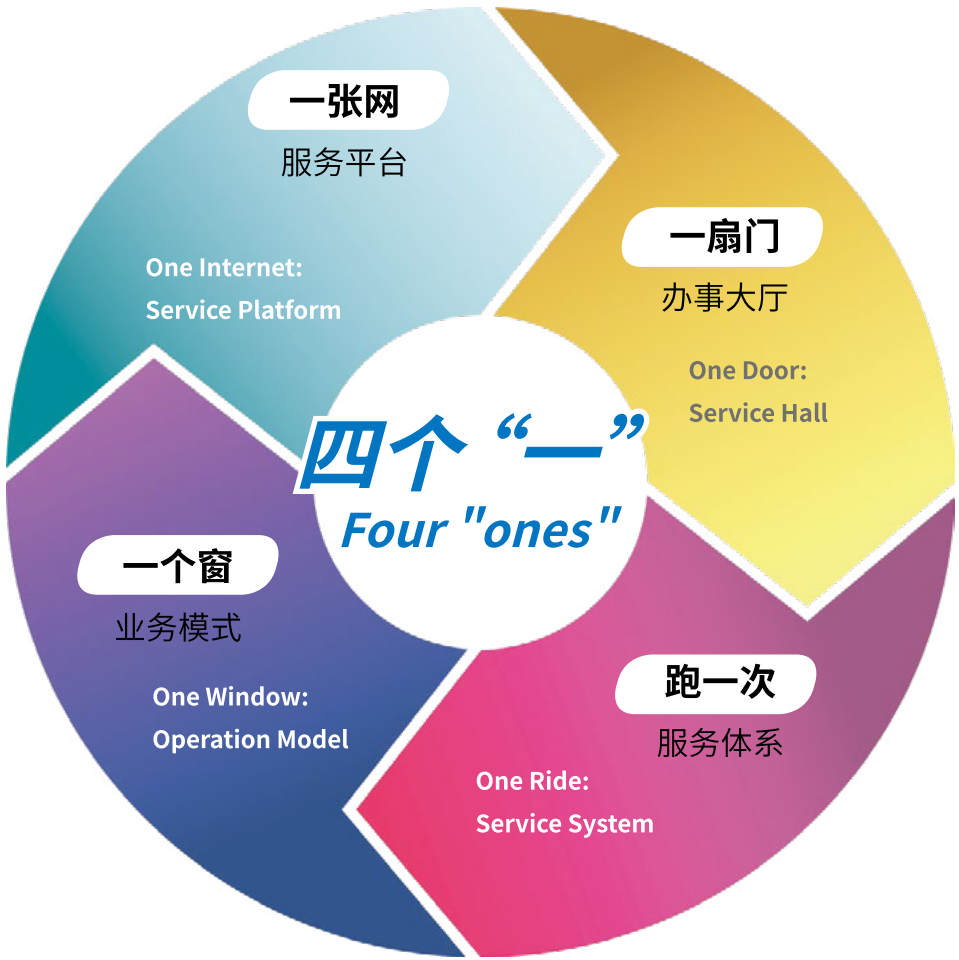 一张网
服务平台
One Internet:
Service Platform
一扇门
办事大厅
One Door:
Service Hall
四个“一”
Four "ones"
一个窗
业务模式
One Window:
Operation Model
跑一次
服务体系
One Ride:
Service System